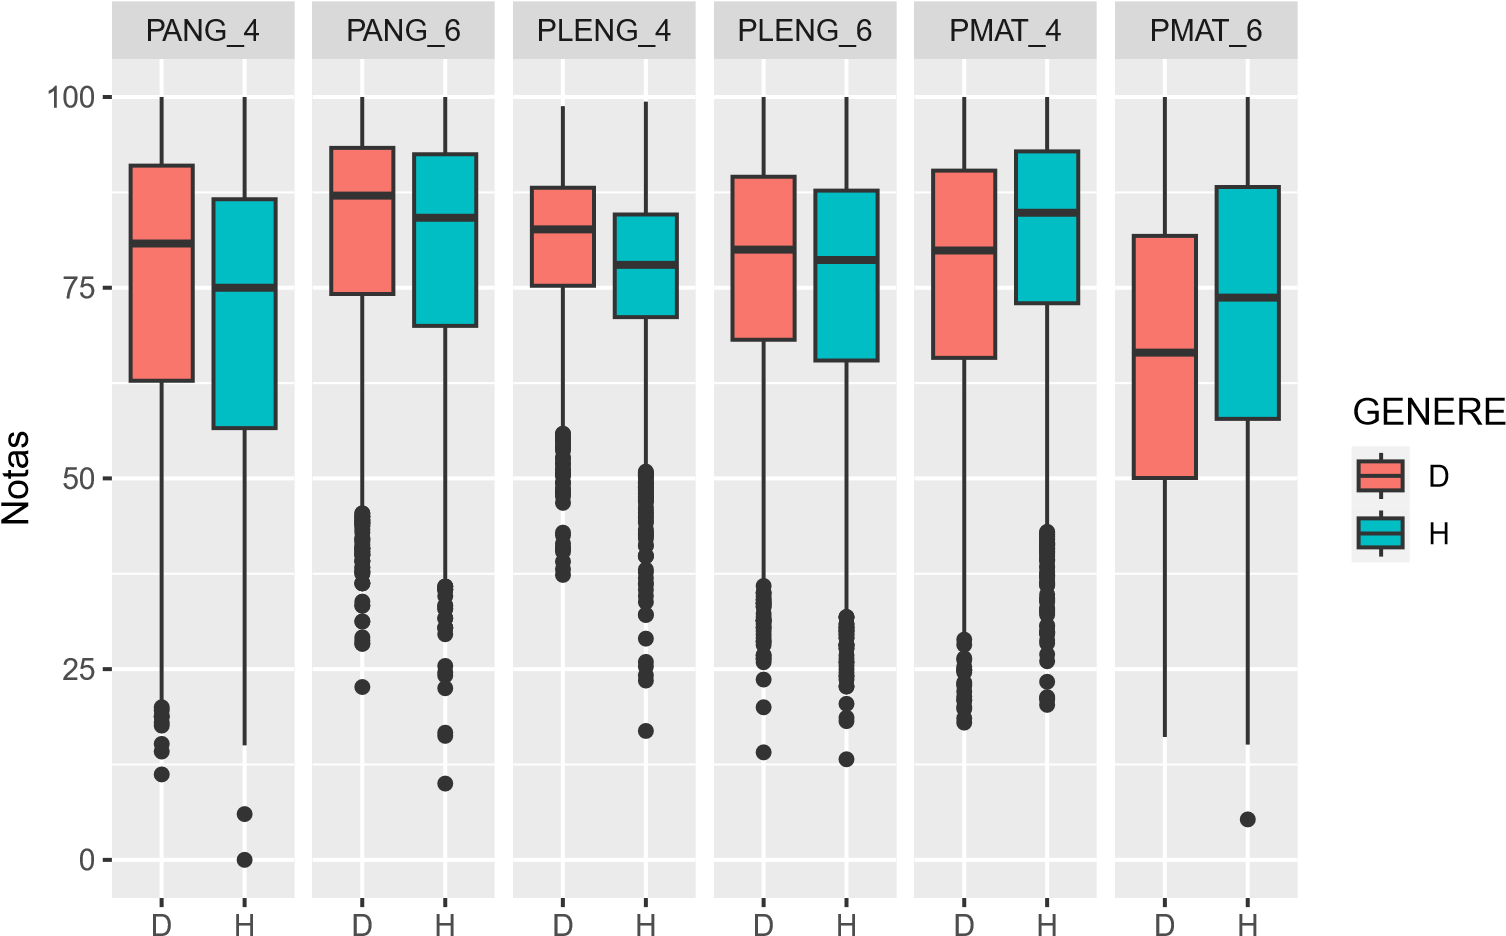 PANG_4 PANG_6 PLENG_4 PLENG_6 PMAT_4 PMAT_6
100
75
50
25
0
Notas
D H D H D H D H D H D H
GENERE
D
H